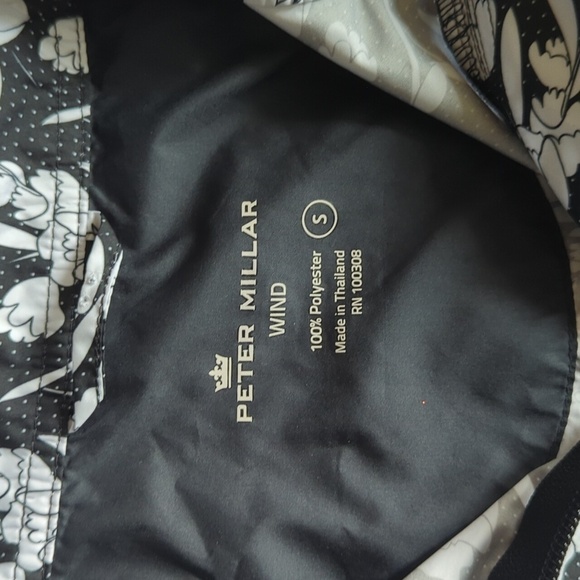 PETER MILLAR
WIND
S
100% Polyester
Made in Thailand
RN 100308